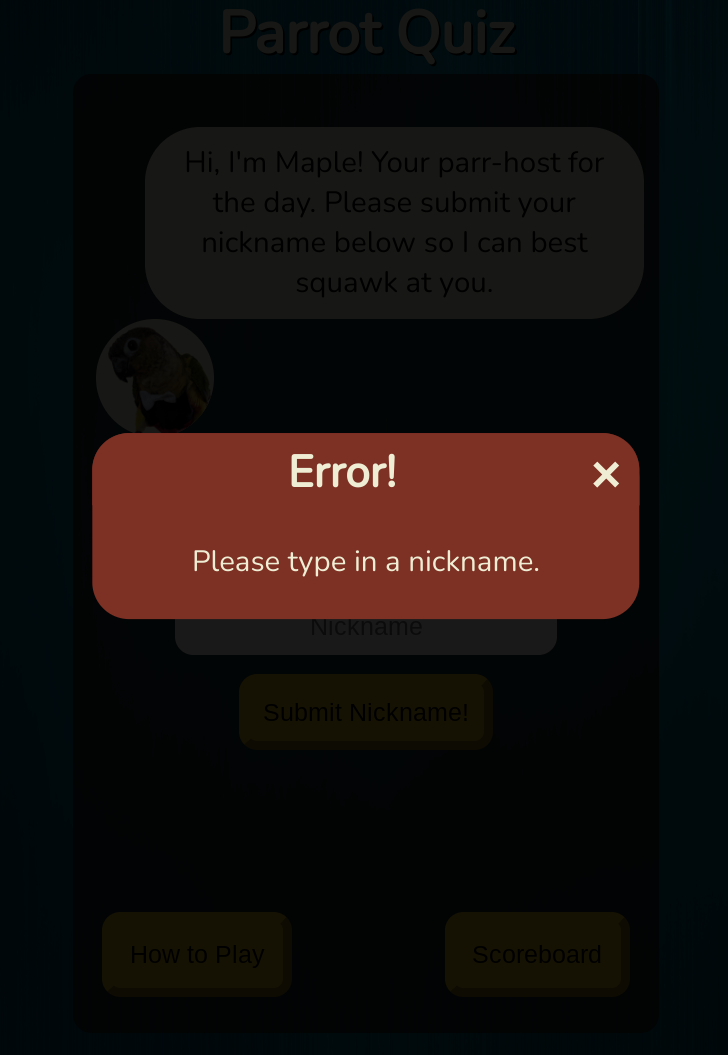 Parrot Quiz
Hi, I'm Maple! Your parr-host for
the day. Please submit your
nickname below so I can best
squawk at you.
Error!
×
Please type in a nickname.
Nickname
Submit Nickname!
How to Play
Scoreboard